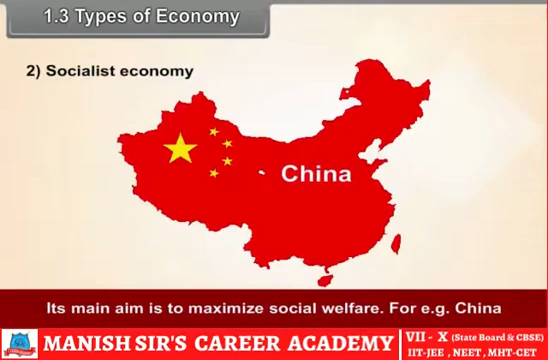 1.3 Types of Economy
2) Socialist economy
China
Its main aim is to maximize social welfare. For e.g. China
MANISH SIR'S CAREER ACADEMY
VII - X (State Board & CBSE)
IIT-JEE , NEET, MHT-CET